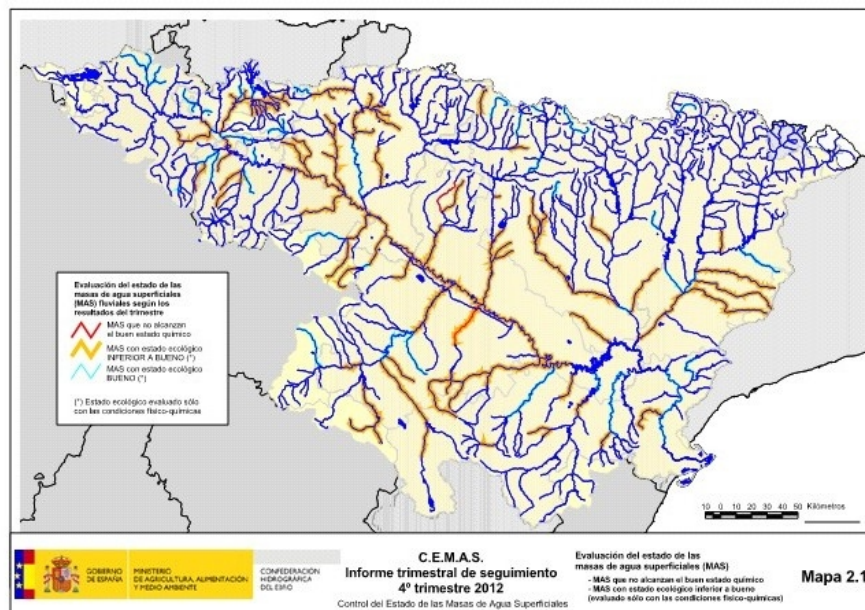 Evaluación del estado de las
masas de agua superficiales
(MAS) fluviales según los
resultados del trimestre
MAS que no alcanzan
el buen estado químico
MAS con estado ecológico
INFERIOR A BUENO (*)
MAS con estado ecológico
BUENO (*)
(*) Estado ecológico evaluado sólo
con las condiciones físico-químicas
10 0 10 20 30 40 50 Kilómetros
GOBIERNO
DE ESPAÑA
MINISTERIO
DE AGRICULTURA, ALIMENTACIÓN
Y MEDIO AMBIENTE
CONFEDERACIÓN
HIDROGRÁFICA
DEL EBRO
C.E.M.A.S.
Informe trimestral de seguimiento
4º trimestre 2012
Control del Estado de las Masas de Agua Superficiales
Evaluación del estado de las
masas de agua superficiales (MAS)
- MAS que no alcanzan el buen estado químico
- MAS con estado ecológico inferior a bueno
(evaluado sólo con las condiciones físico-químicas)
Mapa 2.1